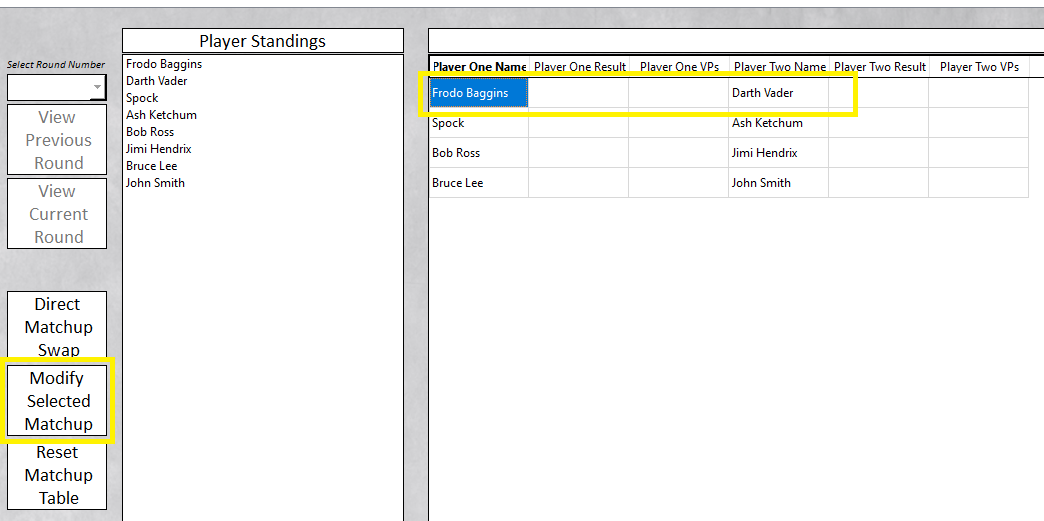 Player Standings
Select Round Number
View
Previous
Round
View
Current
Round
Direct
Matchup
Swap
Modify
Selected
Matchup
Reset
Matchup
Table
Frodo Baggins
Darth Vader
Spock
Ash Ketchum
Bob Ross
Jimi Hendrix
Bruce Lee
John Smith
Player One Name Player One Result Player One VPs Player Two Name Player Two Result Player Two VPs
Frodo Baggins Darth Vader
Spock Ash Ketchum
Bob Ross Jimi Hendrix
Bruce Lee John Smith